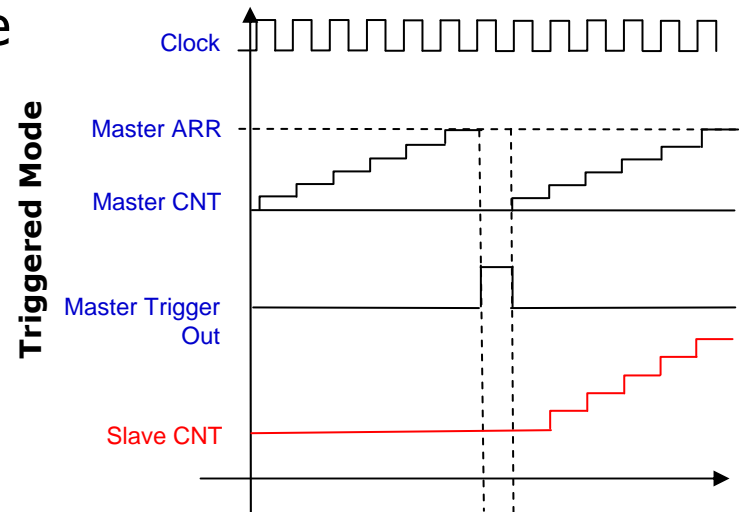 e
Clock
Triggered Mode
Master ARR
Master CNT
Master Trigger
Out
Slave CNT